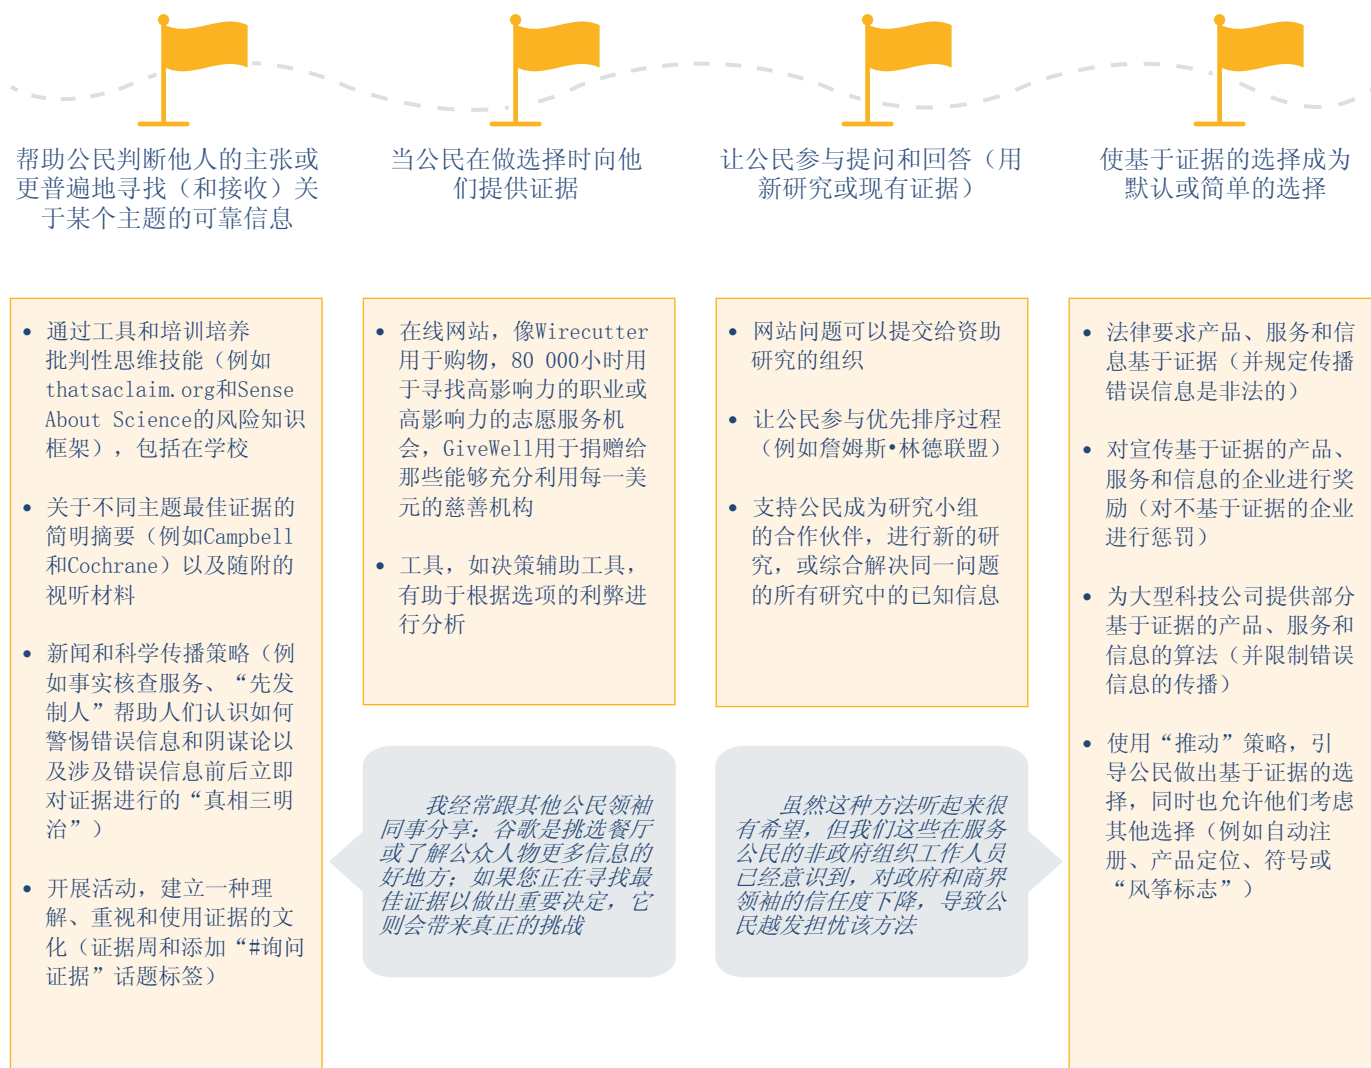 帮助公民判断他人的主张或
更普遍地寻找（和接收）关
于某个主题的可靠信息
当公民在做选择时向他
们提供证据
让公民参与提问和回答（用
新研究或现有证据）
使基于证据的选择成为
默认或简单的选择
• 通过工具和培训培养
批判性思维技能（例如
thatsaclaim.org和Sense
About Science的风险知识
框架），包括在学校
• 关于不同主题最佳证据的
简明摘要（例如Campbell
和Cochrane）以及随附的
视听材料
• 新闻和科学传播策略（例
如事实核查服务、“先发
制人”帮助人们认识如何
警惕错误信息和阴谋论以
及涉及错误信息前后立即
对证据进行的“真相三明
治”）
• 开展活动，建立一种理
解、重视和使用证据的文
化（证据周和添加“#询问
证据”话题标签）
• 在线网站，像Wirecutter
用于购物，80 000小时用
于寻找高影响力的职业或
高影响力的志愿服务机
会，GiveWell用于捐赠给
那些能够充分利用每一美
元的慈善机构
• 工具，如决策辅助工具，
有助于根据选项的利弊进
行分析
我经常跟其他公民领袖
同事分享：谷歌是挑选餐厅
或了解公众人物更多信息的
好地方；如果您正在寻找最
佳证据以做出重要决定，它
则会带来真正的挑战
• 网站问题可以提交给资助
研究的组织
• 让公民参与优先排序过程
（例如詹姆斯•林德联盟）
• 支持公民成为研究小组
的合作伙伴，进行新的研
究，或综合解决同一问题
的所有研究中的已知信息
虽然这种方法听起来很
有希望，但我们这些在服务
公民的非政府组织工作人员
已经意识到，对政府和商界
领袖的信任度下降，导致公
民越发担忧该方法
• 法律要求产品、服务和信
息基于证据（并规定传播
错误信息是非法的）
• 对宣传基于证据的产品、
服务和信息的企业进行奖
励（对不基于证据的企业
进行惩罚）
• 为大型科技公司提供部分
基于证据的产品、服务和
信息的算法（并限制错误
信息的传播）
• 使用“推动”策略，引
导公民做出基于证据的选
择，同时也允许他们考虑
其他选择（例如自动注
册、产品定位、符号或
“风筝标志”）